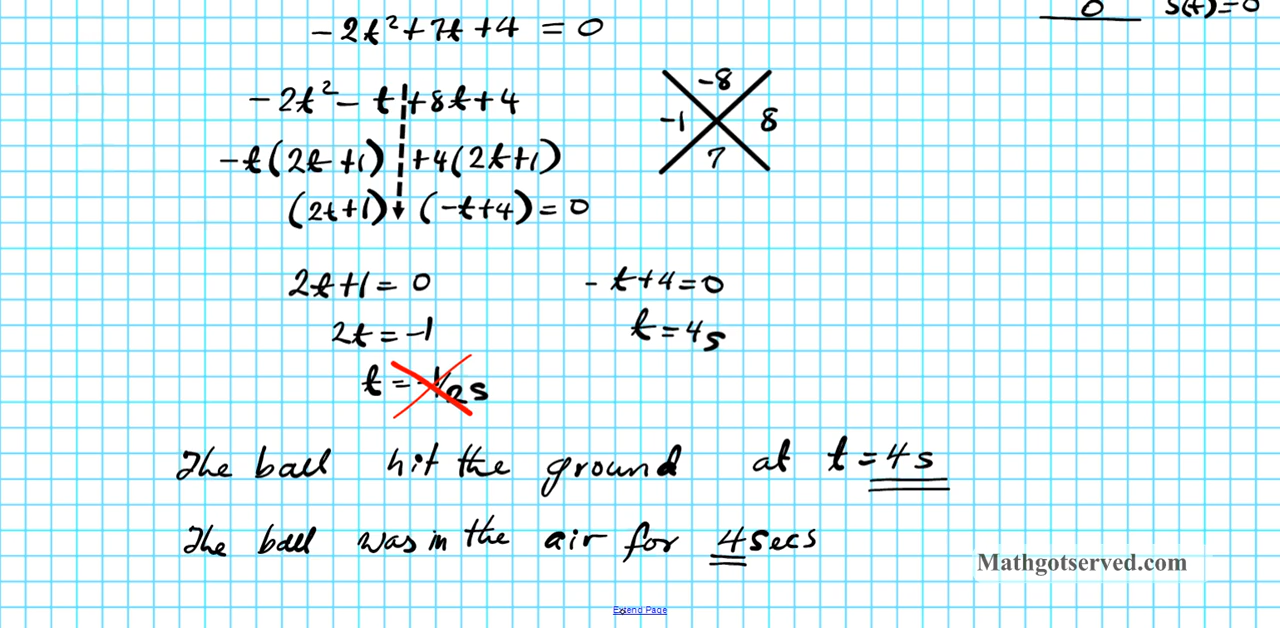 0 s(t)=0
-2t²+7t+4 = 0
-2t²- t +8t+4
-8
-1 8
7
-t(2t+1) +4(2t+1)
(2t+1) (-t+4)=0
2t+1=0 -t+4=0
2t=-1 t=4s
t=-1/2 s
The ball hit the ground at t=4s
The ball was in the air for 4secs
Mathgotserved.com
Extend Page